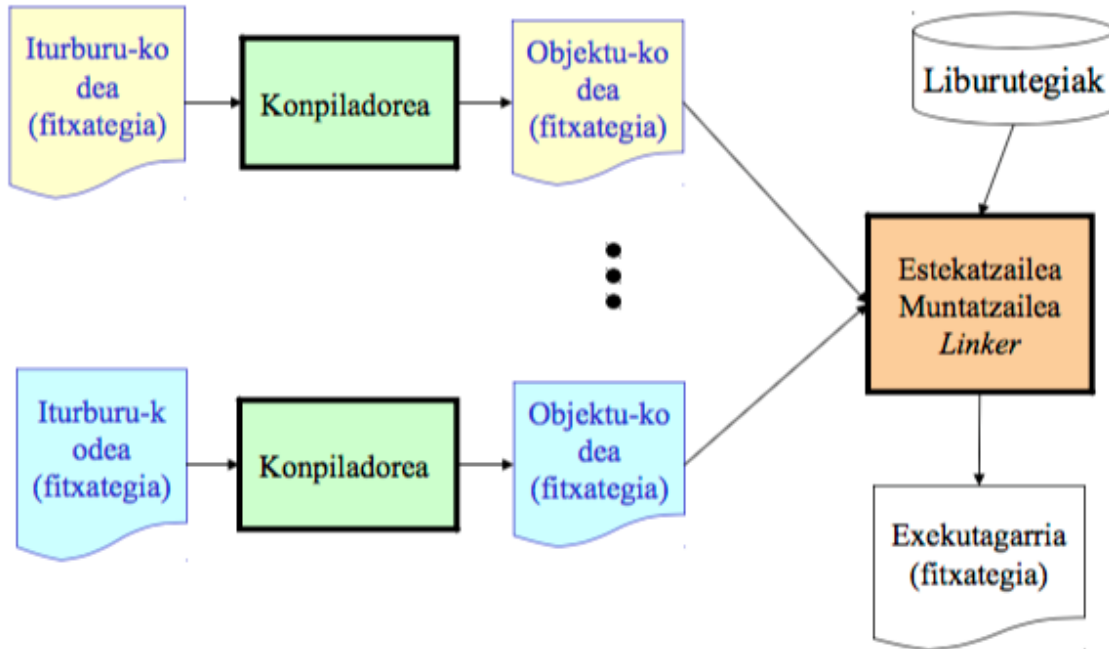 Iturburu-ko
dea
(fitxategia)
Konpiladorea
Objektu-ko
dea
(fitxategia)
Liburutegiak
Estekatzailea
Muntatzailea
Linker
Iturburu-k
odea
(fitxategia)
Konpiladorea
Objektu-ko
dea
(fitxategia)
Exekutagarria
(fitxategia)